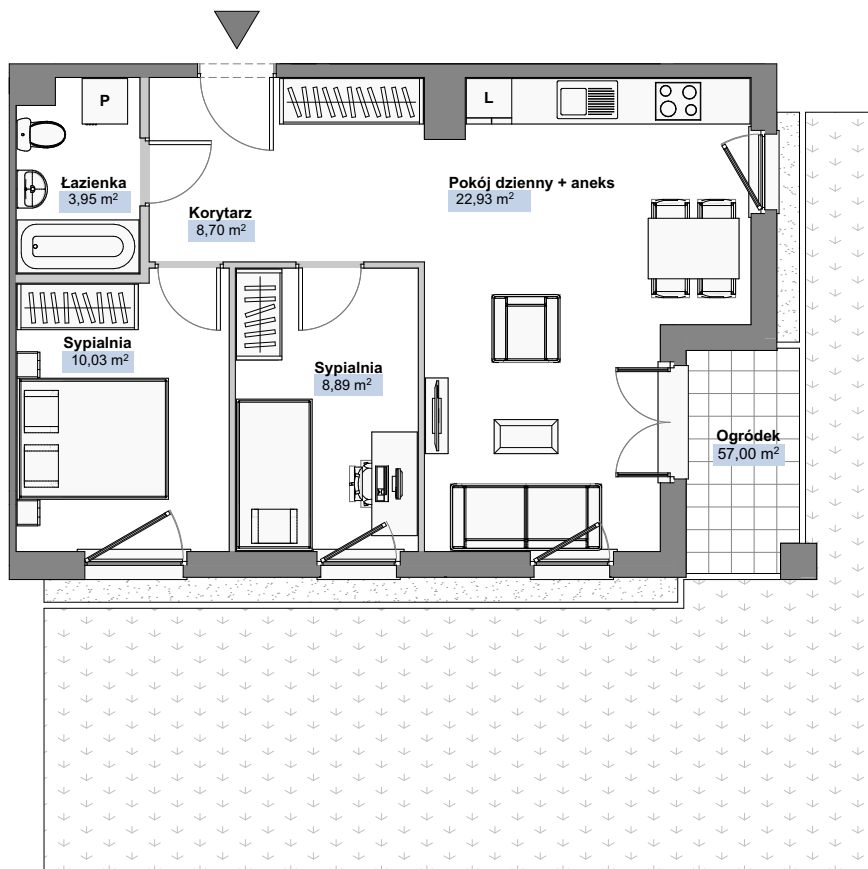 P
L
Łazienka
3,95 m²
Pokój dzienny + aneks
22,93 m²
Korytarz
8,70 m²
Sypialnia
10,03 m²
Sypialnia
8,89 m²
Ogródek
57,00 m²